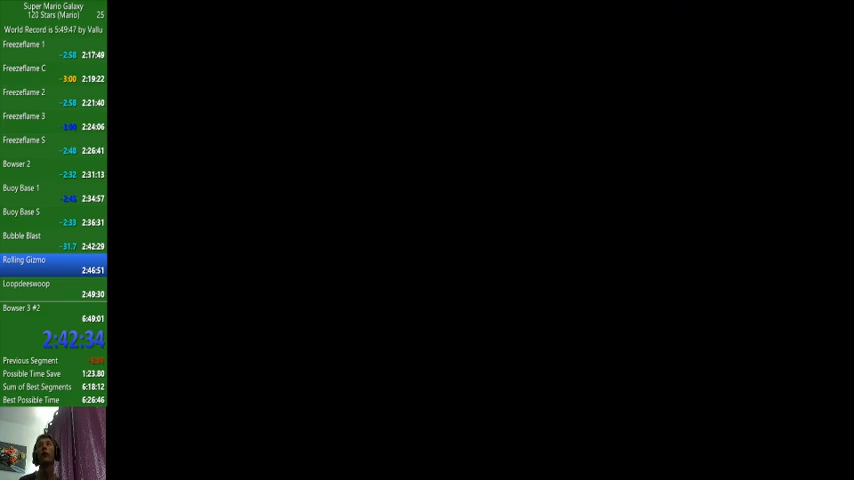 Super Mario Galaxy
120 Stars (Mario) 25
World Record is 5:49:47 by Vallu
Freezeflame 1
-2:58 2:17:49
Freezeflame C
-3:00 2:19:22
Freezeflame 2
-2:58 2:21:40
Freezeflame 3
2:24:06
Freezeflame S
-2:40 2:26:41
Bowser 2
-2:32 2:31:13
Buoy Base 1
2:34:57
Buoy Base S
-2:33 2:36:31
Bubble Blast
-31.7 2:42:29
Rolling Gizmo
2:46:51
Loopdeeswoop
2:49:30
Bowser 3 #2
6:49:01
2:42:34
Previous Segment
Possible Time Save 1:23.80
Sum of Best Segments 6:18:12
Best Possible Time 6:26:46